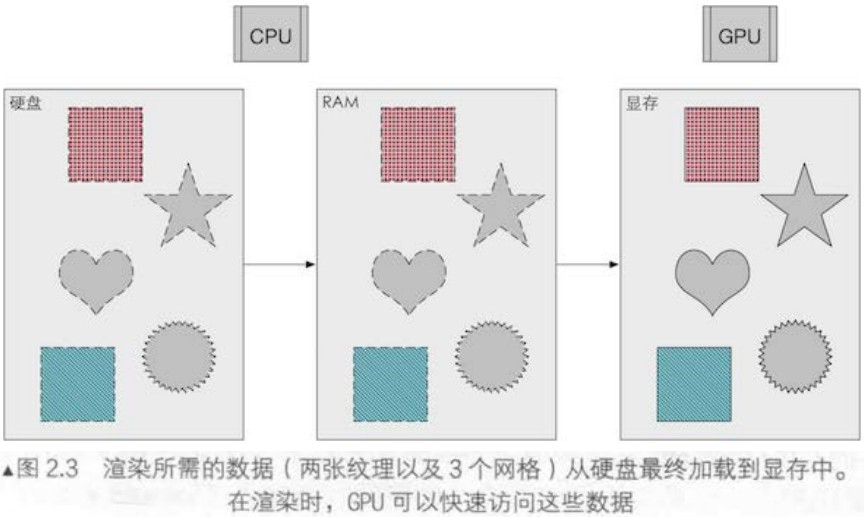 CPU
GPU
硬盘
RAM
显存
▲图 2.3 渲染所需的数据（两张纹理以及 3 个网格）从硬盘最终加载到显存中。
在渲染时，GPU 可以快速访问这些数据